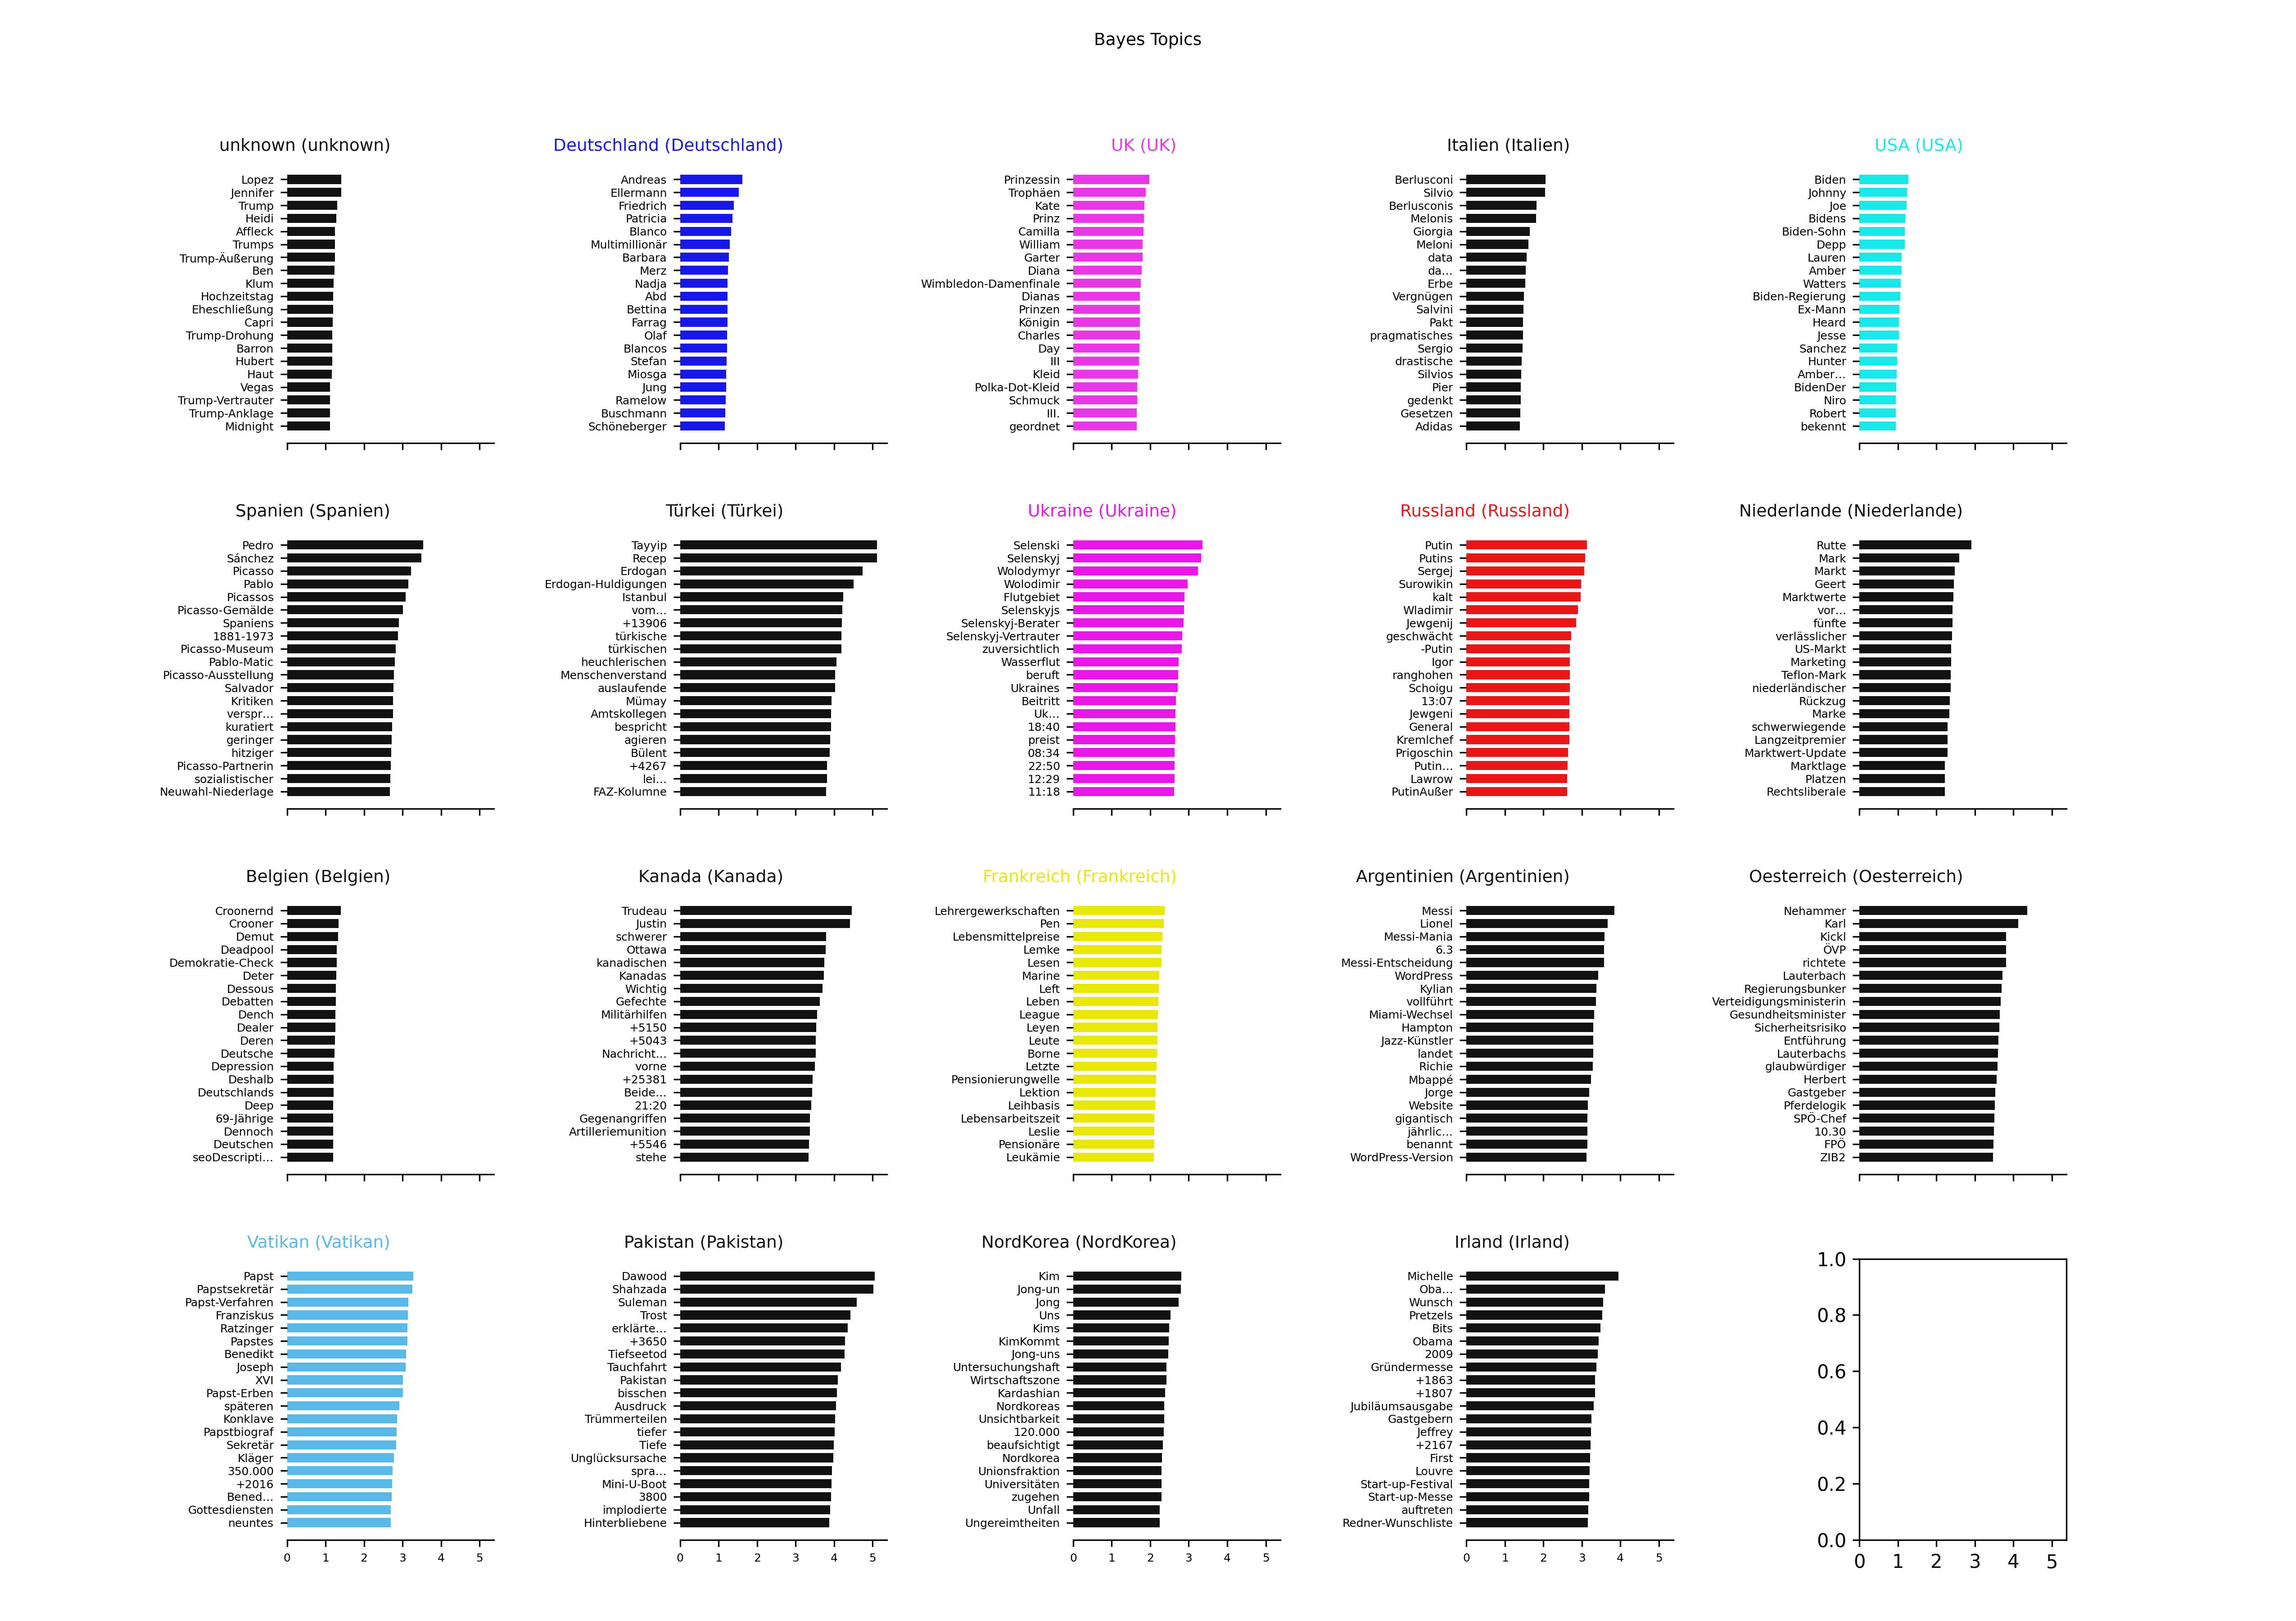 Bayes Topics
unknown (unknown)
Lopez
Jennifer
Trump
Heidi
Affleck
Trumps
Trump-Äußerung
Ben
Klum
Hochzeitstag
Eheschließung
Capri
Trump-Drohung
Barron
Hubert
Haut
Vegas
Trump-Vertrauter
Trump-Anklage
Midnight
Deutschland (Deutschland)
Andreas
Ellermann
Friedrich
Patricia
Blanco
Multimillionär
Barbara
Merz
Nadja
Abd
Bettina
Farrag
Olaf
Blancos
Stefan
Miosga
Jung
Ramelow
Buschmann
Schöneberger
UK (UK)
Prinzessin
Trophäen
Kate
Prinz
Camilla
William
Garter
Diana
Wimbledon-Damenfinale
Dianas
Prinzen
Königin
Charles
Day
III
Kleid
Polka-Dot-Kleid
Schmuck
III.
geordnet
Italien (Italien)
Berlusconi
Silvio
Berlusconis
Melonis
Giorgia
Meloni
data
da...
Erbe
Vergnügen
Salvini
Pakt
pragmatisches
Sergio
drastische
Silvios
Pier
gedenkt
Gesetzen
Adidas
USA (USA)
Biden
Johnny
Joe
Bidens
Biden-Sohn
Depp
Lauren
Amber
Watters
Biden-Regierung
Ex-Mann
Heard
Jesse
Sanchez
Hunter
Amber...
BidenDer
Niro
Robert
bekennt
Spanien (Spanien)
Pedro
Sánchez
Picasso
Pablo
Picassos
Picasso-Gemälde
Spaniens
1881-1973
Picasso-Museum
Pablo-Matic
Picasso-Ausstellung
Salvador
Kritiken
verspr...
kuratiert
geringer
hitziger
Picasso-Partnerin
sozialistischer
Neuwahl-Niederlage
Türkei (Türkei)
Tayyip
Recep
Erdogan
Erdogan-Huldigungen
Istanbul
vom...
+13906
türkische
türkischen
heuchlerischen
Menschenverstand
auslaufende
Mümay
Amtskollegen
bespricht
agieren
Bülent
+4267
lei...
FAZ-Kolumne
Ukraine (Ukraine)
Selenski
Selenskyj
Wolodymyr
Wolodimir
Flutgebiet
Selenskyjs
Selenskyj-Berater
Selenskyj-Vertrauter
zuversichtlich
Wasserflut
beruft
Ukraines
Beitritt
Uk...
18:40
preist
08:34
22:50
12:29
11:18
Russland (Russland)
Putin
Putins
Sergej
Surowikin
kalt
Wladimir
Jewgenij
geschwächt
-Putin
Igor
ranghohen
Schoigu
13:07
Jewgeni
General
Kremlchef
Prigoschin
Putin...
Lawrow
PutinAußer
Niederlande (Niederlande)
Rutte
Mark
Markt
Geert
Marktwerte
vor...
fünfte
verlässlicher
US-Markt
Marketing
Teflon-Mark
niederländischer
Rückzug
Marke
schwerwiegende
Langzeitpremier
Marktwert-Update
Marktlage
Platzen
Rechtsliberale
Belgien (Belgien)
Croonernd
Crooner
Demut
Deadpool
Demokratie-Check
Deter
Dessous
Debatten
Dench
Dealer
Deren
Deutsche
Depression
Deshalb
Deutschlands
Deep
69-Jährige
Dennoch
Deutschen
seoDescripti...
Kanada (Kanada)
Trudeau
Justin
schwerer
Ottawa
kanadischen
Kanadas
Wichtig
Gefechte
Militärhilfen
+5150
+5043
Nachricht...
vorne
+25381
Beide...
21:20
Gegenangriffen
Artilleriemunition
+5546
stehe
Frankreich (Frankreich)
Lehrergewerkschaften
Pen
Lebensmittelpreise
Lemke
Lesen
Marine
Left
Leben
League
Leyen
Leute
Borne
Letzte
Pensionierungwelle
Lektion
Leihbasis
Lebensarbeitszeit
Leslie
Pensionäre
Leukämie
Argentinien (Argentinien)
Messi
Lionel
Messi-Mania
6.3
Messi-Entscheidung
WordPress
Kylian
vollführt
Miami-Wechsel
Hampton
Jazz-Künstler
landet
Richie
Mbappé
Jorge
Website
gigantisch
jährlic...
benannt
WordPress-Version
Oesterreich (Oesterreich)
Nehammer
Karl
Kickl
ÖVP
richtete
Lauterbach
Regierungsbunker
Verteidigungsministerin
Gesundheitsminister
Sicherheitsrisiko
Entführung
Lauterbachs
glaubwürdiger
Herbert
Gastgeber
Pferdelogik
SPÖ-Chef
10.30
FPÖ
ZIB2
Vatikan (Vatikan)
Papst
Papstsekretär
Papst-Verfahren
Franziskus
Ratzinger
Papstes
Benedikt
Joseph
XVI
Papst-Erben
späteren
Konklave
Papstbiograf
Sekretär
Kläger
350.000
+2016
Bened...
Gottesdiensten
neuntes
0 1 2 3 4 5
Pakistan (Pakistan)
Dawood
Shahzada
Suleman
Trost
erklärte...
+3650
Tiefseetod
Tauchfahrt
Pakistan
bisschen
Ausdruck
Trümmerteilen
tiefer
Tiefe
Unglücksursache
spra...
Mini-U-Boot
3800
implodierte
Hinterbliebene
0 1 2 3 4 5
NordKorea (NordKorea)
Kim
Jong-un
Jong
Uns
Kims
KimKommt
Jong-uns
Untersuchungshaft
Wirtschaftszone
Kardashian
Nordkoreas
Unsichtbarkeit
120.000
beaufsichtigt
Nordkorea
Unionsfraktion
Universitäten
zugehen
Unfall
Ungereimtheiten
0 1 2 3 4 5
Irland (Irland)
Michelle
Oba...
Wunsch
Pretzels
Bits
Obama
2009
Gründermesse
+1863
+1807
Jubiläumsausgabe
Gastgebern
Jeffrey
+2167
First
Louvre
Start-up-Festival
Start-up-Messe
auftreten
Redner-Wunschliste
0 1 2 3 4 5
1.0
0.8
0.6
0.4
0.2
0.0
0 1 2 3 4 5